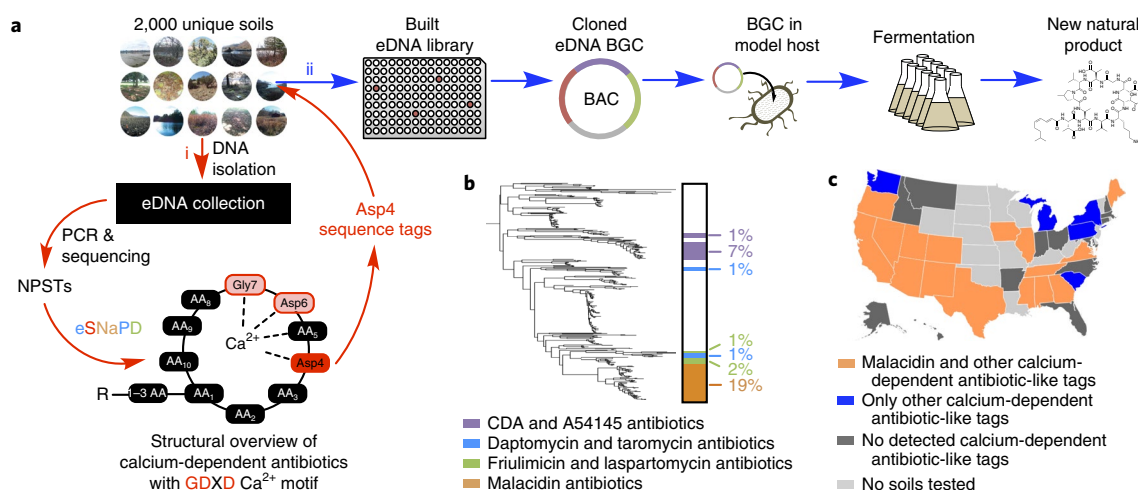 a
2,000 unique soils
Built
eDNA library
Cloned
eDNA BGC
BGC in
model host
Fermentation
New natural
product
ii
BAC
i
DNA
isolation
eDNA collection
PCR &
sequencing
NPSTs
eSNaPD
Asp4
sequence tags
Gly7
Asp6
AA5
Asp4
AA3
AA2
AA1
AA10
AA9
AA8
Ca2+
R
1–3 AA
Structural overview of
calcium-dependent antibiotics
with GDXD Ca2+ motif
b
1%
7%
1%
1%
1%
2%
19%
CDA and A54145 antibiotics
Daptomycin and taromycin antibiotics
Friulimicin and laspartomycin antibiotics
Malacidin antibiotics
c
Malacidin and other calcium-
dependent antibiotic-like tags
Only other calcium-dependent
antibiotic-like tags
No detected calcium-dependent
antibiotic-like tags
No soils tested